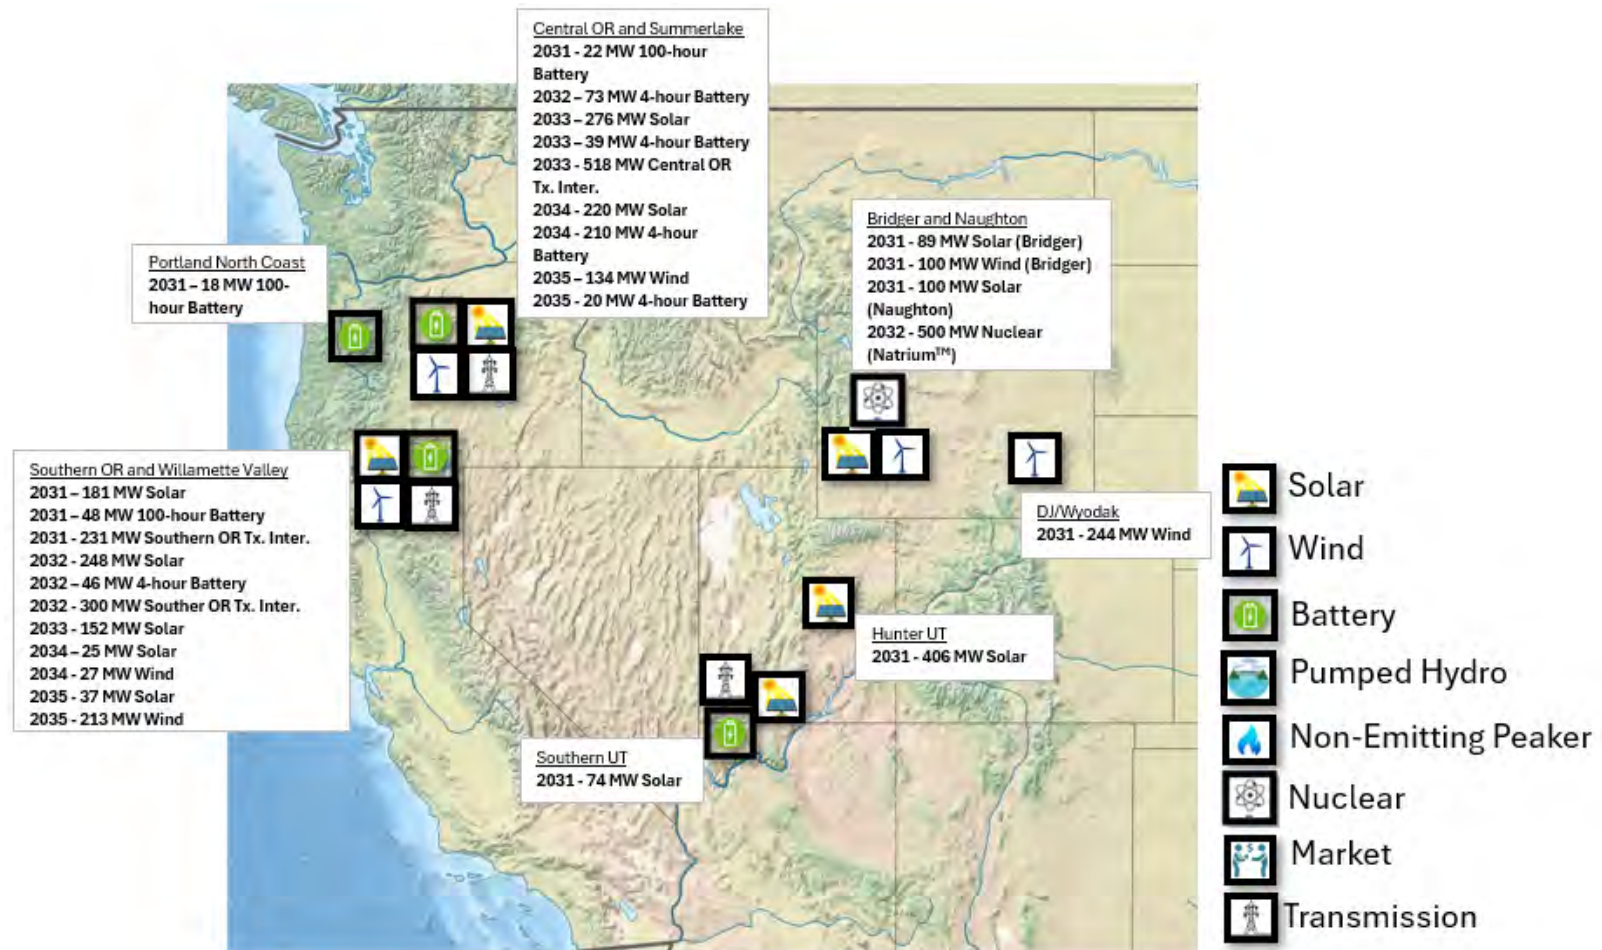 Central OR and Summerlake
2031 - 22 MW 100-hour
Battery
2032 – 73 MW 4-hour Battery
2033 – 276 MW Solar
2033 – 39 MW 4-hour Battery
2033 - 518 MW Central OR
Tx. Inter.
2034 - 220 MW Solar
2034 - 210 MW 4-hour
Battery
2035 – 134 MW Wind
2035 - 20 MW 4-hour Battery
Portland North Coast
2031 – 18 MW 100-
hour Battery
Bridger and Naughton
2031 - 89 MW Solar (Bridger)
2031 - 100 MW Wind (Bridger)
2031 - 100 MW Solar
(Naughton)
2032 - 500 MW Nuclear
(Natrium™)
Southern OR and Willamette Valley
2031 – 181 MW Solar
2031 – 48 MW 100-hour Battery
2031 - 231 MW Southern OR Tx. Inter.
2032 - 248 MW Solar
2032 – 46 MW 4-hour Battery
2032 - 300 MW Souther OR Tx. Inter.
2033 - 152 MW Solar
2034 – 25 MW Solar
2034 - 27 MW Wind
2035 - 37 MW Solar
2035 - 213 MW Wind
DJ/Wyodak
2031 - 244 MW Wind
Hunter UT
2031 - 406 MW Solar
Southern UT
2031 - 74 MW Solar
Solar
Wind
Battery
Pumped Hydro
Non-Emitting Peaker
Nuclear
Market
Transmission